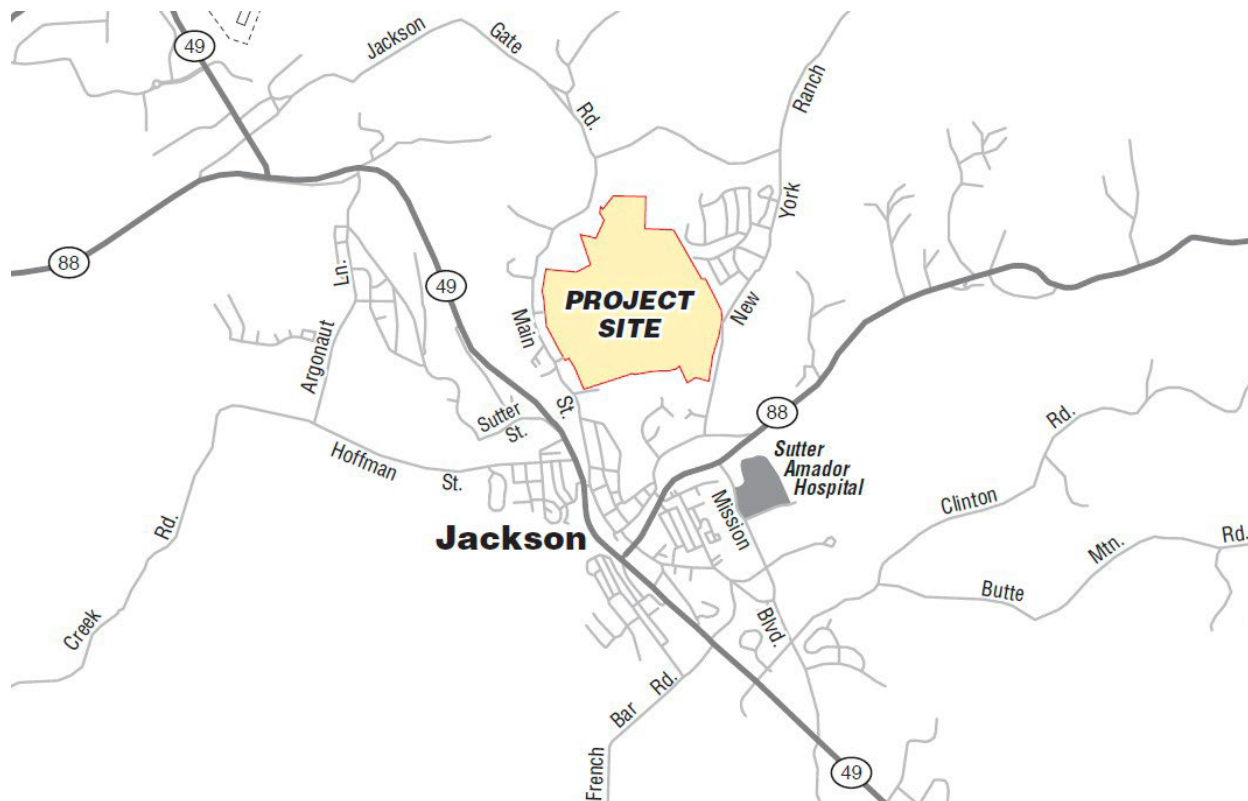 49
Jackson
Gate
Rd.
Ranch
York
New
88
Ln.
Argonaut
49
PROJECT
SITE
Main
St.
Sutter
St.
Hoffman
St.
88
Sutter
Amador
Hospital
Mission
Blvd.
Jackson
Creek
Rd.
Clinton
Rd.
Butte
Mtn.
Rd.
French
Bar
Rd.
49